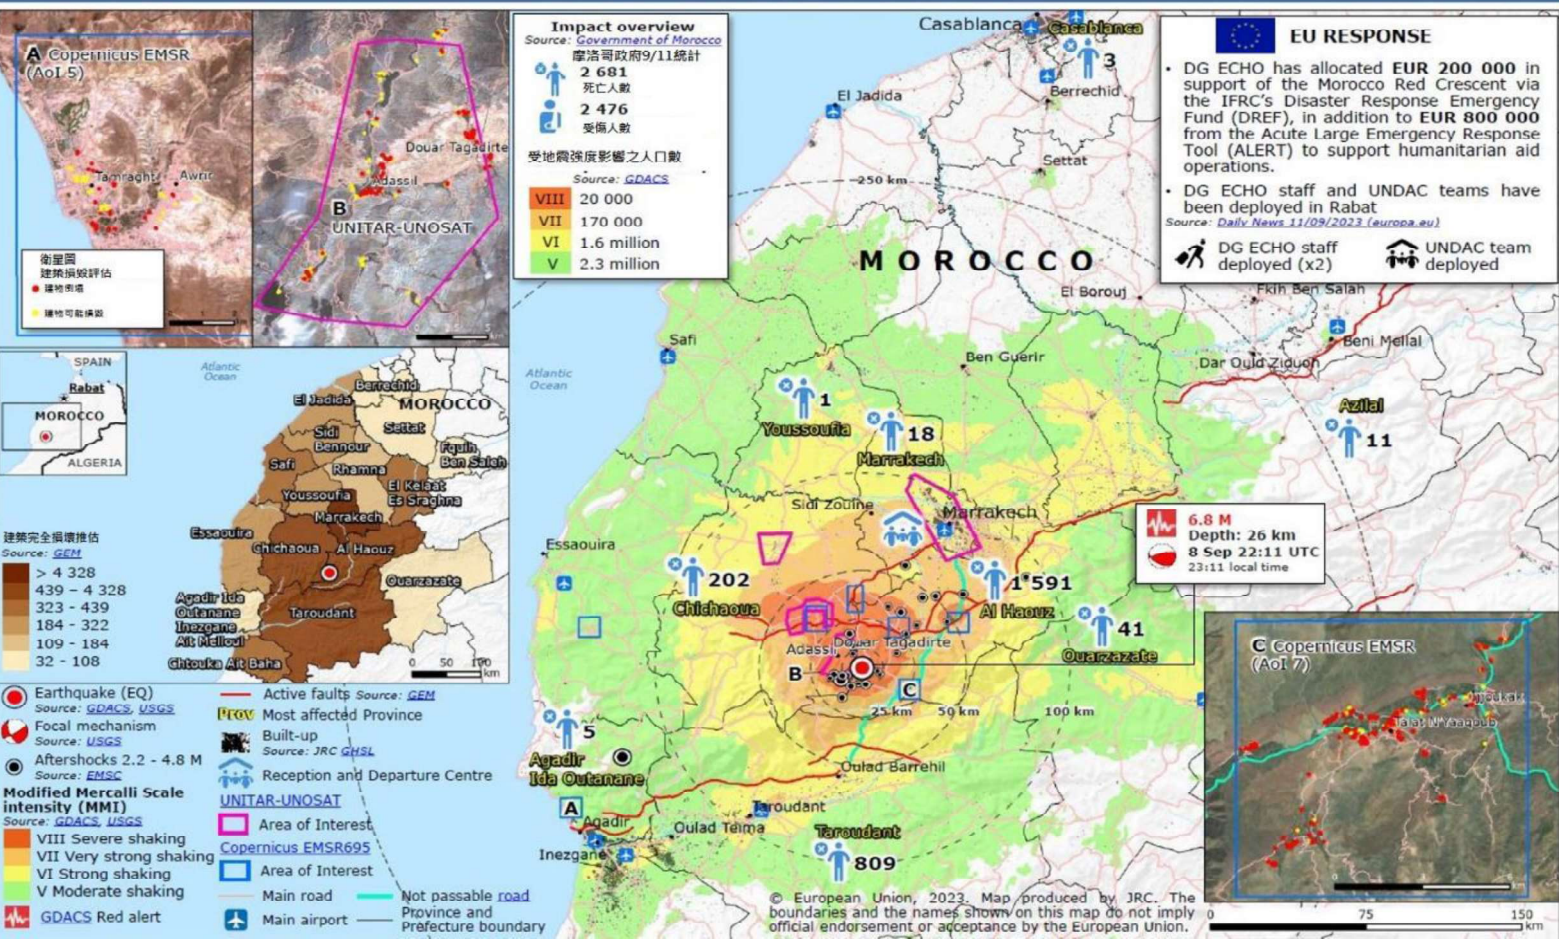 A Copernicus EMSR
(AoI 5)
Tamraght
Awrir
衛星圖
建築損毀評估
建物倒塌
建物可能損毀
Douar Tagadirte
Adassil
B
UNITAR-UNOSAT
km
Impact overview
Source: Government of Morocco
摩洛哥政府9/11統計
2 681
死亡人數
2 476
受傷人數
受地震強度影響之人口數
Source: GDACS
VIII 20 000
VII 170 000
VI 1.6 million
V 2.3 million
EU RESPONSE
• DG ECHO has allocated EUR 200 000 in
support of the Morocco Red Crescent via
the IFRC's Disaster Response Emergency
Fund (DREF), in addition to EUR 800 000
from the Acute Large Emergency Response
Tool (ALERT) to support humanitarian aid
operations.
• DG ECHO staff and UNDAC teams have
been deployed in Rabat
Source: Daily News 11/09/2023 (europa.eu)
DG ECHO staff
deployed (x2)
UNDAC team
deployed
Casablanca
Casablanca
3
Berrechid
El Jadida
Settat
250 km
MOROCCO
El Borouj
Fkih Ben Salah
Beni Mellal
Dar Ould Zidouh
Safi
Ben Guerir
Atlantic
Ocean
1
Youssoufia
18
Marrakech
Azilal
11
Sidi Zouine
Marrakech
Essaouira
202
Chichaoua
1 591
Al Haouz
41
Ouarzazate
6.8 M
Depth: 26 km
8 Sep 22:11 UTC
23:11 local time
Douar Tagadirte
Adassil
B
C
25 km
50 km
100 km
5
Agadir
Ida Outanane
Oulad Barrehil
A
Agadir
Taroudant
Oulad Teima
Inezgane
Taroudant
809
SPAIN
Rabat
MOROCCO
ALGERIA
Atlantic
Ocean
Berrechid
El Jadida
MOROCCO
Sidi
Bennour
Settat
Safi
Rhamna
Fquih
Ben Salah
Youssoufia
El Kelaat
Es Sraghna
Marrakech
Essaouira
Chichaoua
Al Haouz
Ouarzazate
Agadir Ida
Outanane
Inezgane
Ait Melloul
Taroudant
Chtouka Ait Baha
0 50 100
km
建築完全損壞推估
Source: GEM
> 4 328
439 – 4 328
323 - 439
184 - 322
109 - 184
32 - 108
Earthquake (EQ)
Source: GDACS, USGS
Focal mechanism
Source: USGS
Aftershocks 2.2 - 4.8 M
Source: EMSC
Modified Mercalli Scale
intensity (MMI)
Source: GDACS, USGS
VIII Severe shaking
VII Very strong shaking
VI Strong shaking
V Moderate shaking
GDACS Red alert
Active faults Source: GEM
Prov Most affected Province
Built-up
Source: JRC GHSL
Reception and Departure Centre
UNITAR-UNOSAT
Area of Interest
Copernicus EMSR695
Area of Interest
Main road
Main airport
Not passable road
Province and
Prefecture boundary
C Copernicus EMSR
(AoI 7)
Talat N'Yaaqoub
km
© European Union, 2023. Map produced by JRC. The
boundaries and the names shown on this map do not imply
official endorsement or acceptance by the European Union.
0 75 150
km